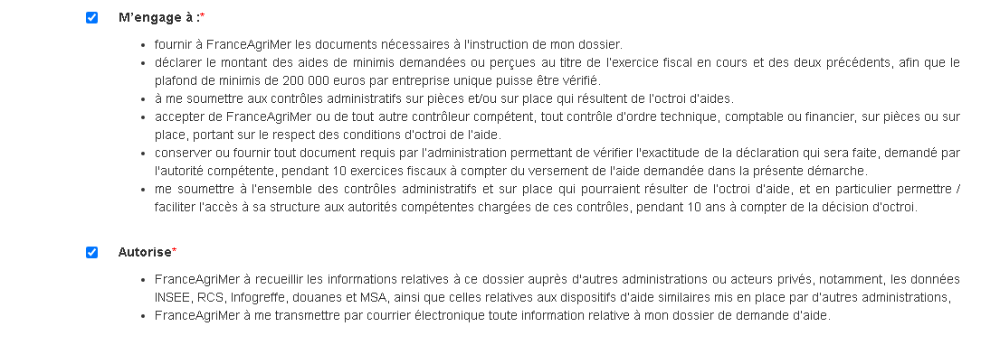 M'engage à :*
• fournir à FranceAgriMer les documents nécessaires à l'instruction de mon dossier.
• déclarer le montant des aides de minimis demandées ou perçues au titre de l'exercice fiscal en cours et des deux précédents, afin que le
plafond de minimis de 200 000 euros par entreprise unique puisse être vérifié.
• à me soumettre aux contrôles administratifs sur pièces et/ou sur place qui résultent de l'octroi d'aides.
• accepter de FranceAgriMer ou de tout autre contrôleur compétent, tout contrôle d'ordre technique, comptable ou financier, sur pièces ou sur
place, portant sur le respect des conditions d'octroi de l'aide.
• conserver ou fournir tout document requis par l'administration permettant de vérifier l'exactitude de la déclaration qui sera faite, demandé par
l'autorité compétente, pendant 10 exercices fiscaux à compter du versement de l'aide demandée dans la présente démarche.
• me soumettre à l'ensemble des contrôles administratifs et sur place qui pourraient résulter de l'octroi d'aide, et en particulier permettre /
faciliter l'accès à sa structure aux autorités compétentes chargées de ces contrôles, pendant 10 ans à compter de la décision d'octroi.
Autorise*
• FranceAgriMer à recueillir les informations relatives à ce dossier auprès d'autres administrations ou acteurs privés, notamment, les données
INSEE, RCS, Infogreffe, douanes et MSA, ainsi que celles relatives aux dispositifs d'aide similaires mis en place par d'autres administrations,
• FranceAgriMer à me transmettre par courrier électronique toute information relative à mon dossier de demande d'aide.